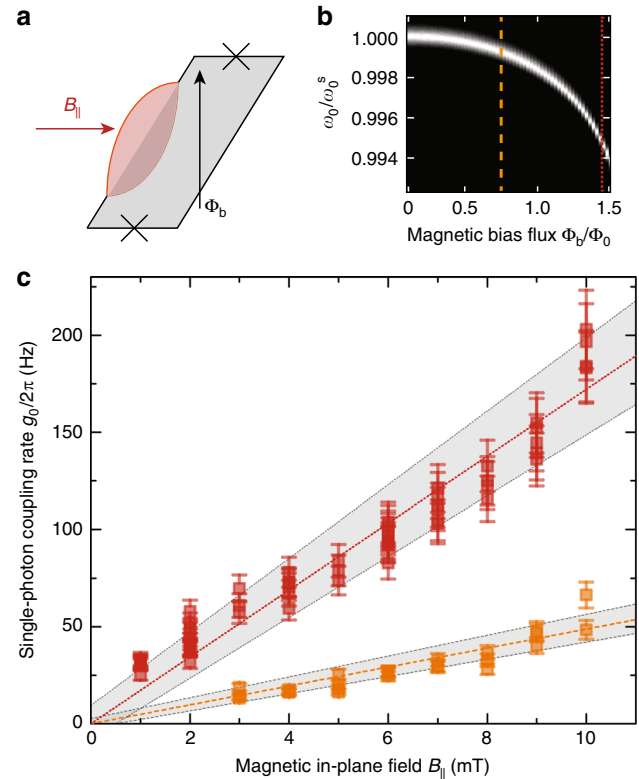 a
B∥
Φb
b
ω0/ω0^s
1.000
0.998
0.996
0.994
0 0.5 1.0 1.5
Magnetic bias flux Φb/Φ0
c
Single-photon coupling rate g0/2π (Hz)
200
150
100
50
0
0 2 4 6 8 10
Magnetic in-plane field B∥ (mT)